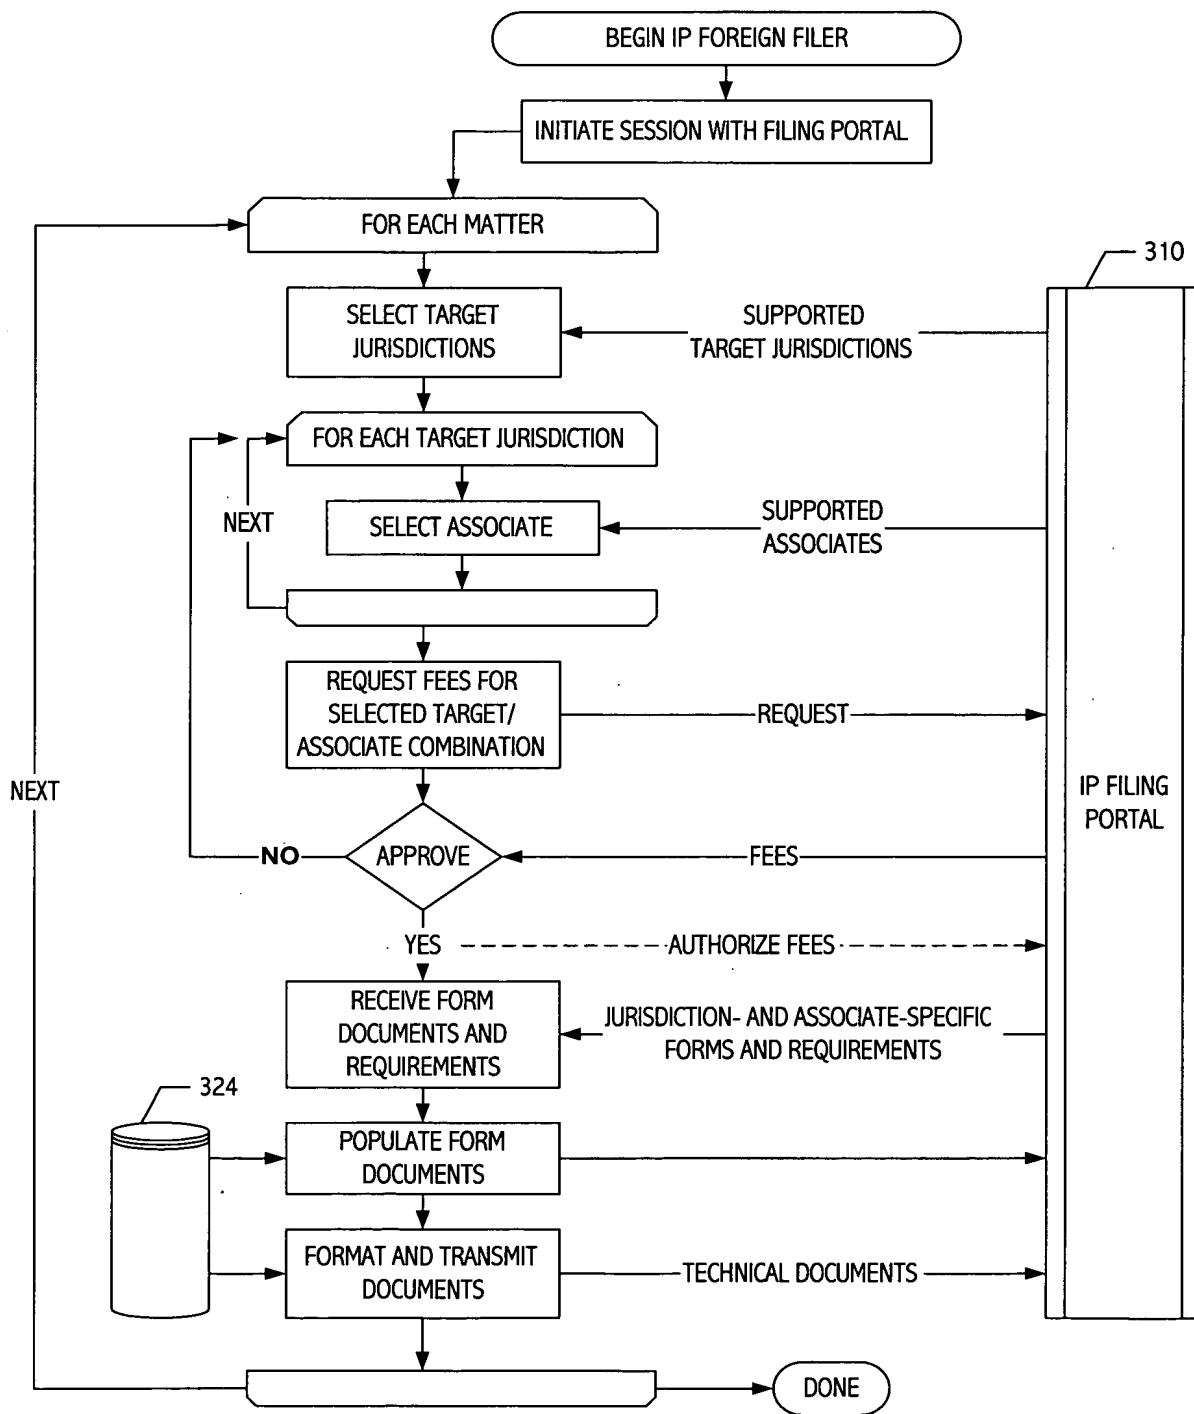 BEGIN IP FOREIGN FILER
INITIATE SESSION WITH FILING PORTAL
FOR EACH MATTER
310
SELECT TARGET
JURISDICTIONS
SUPPORTED
TARGET JURISDICTIONS
FOR EACH TARGET JURISDICTION
NEXT
SELECT ASSOCIATE
SUPPORTED
ASSOCIATES
REQUEST FEES FOR
SELECTED TARGET/
ASSOCIATE COMBINATION
REQUEST
NEXT
IP FILING
PORTAL
NO
APPROVE
FEES
YES
AUTHORIZE FEES
RECEIVE FORM
DOCUMENTS AND
REQUIREMENTS
JURISDICTION- AND ASSOCIATE-SPECIFIC
FORMS AND REQUIREMENTS
324
POPULATE FORM
DOCUMENTS
FORMAT AND TRANSMIT
DOCUMENTS
TECHNICAL DOCUMENTS
DONE